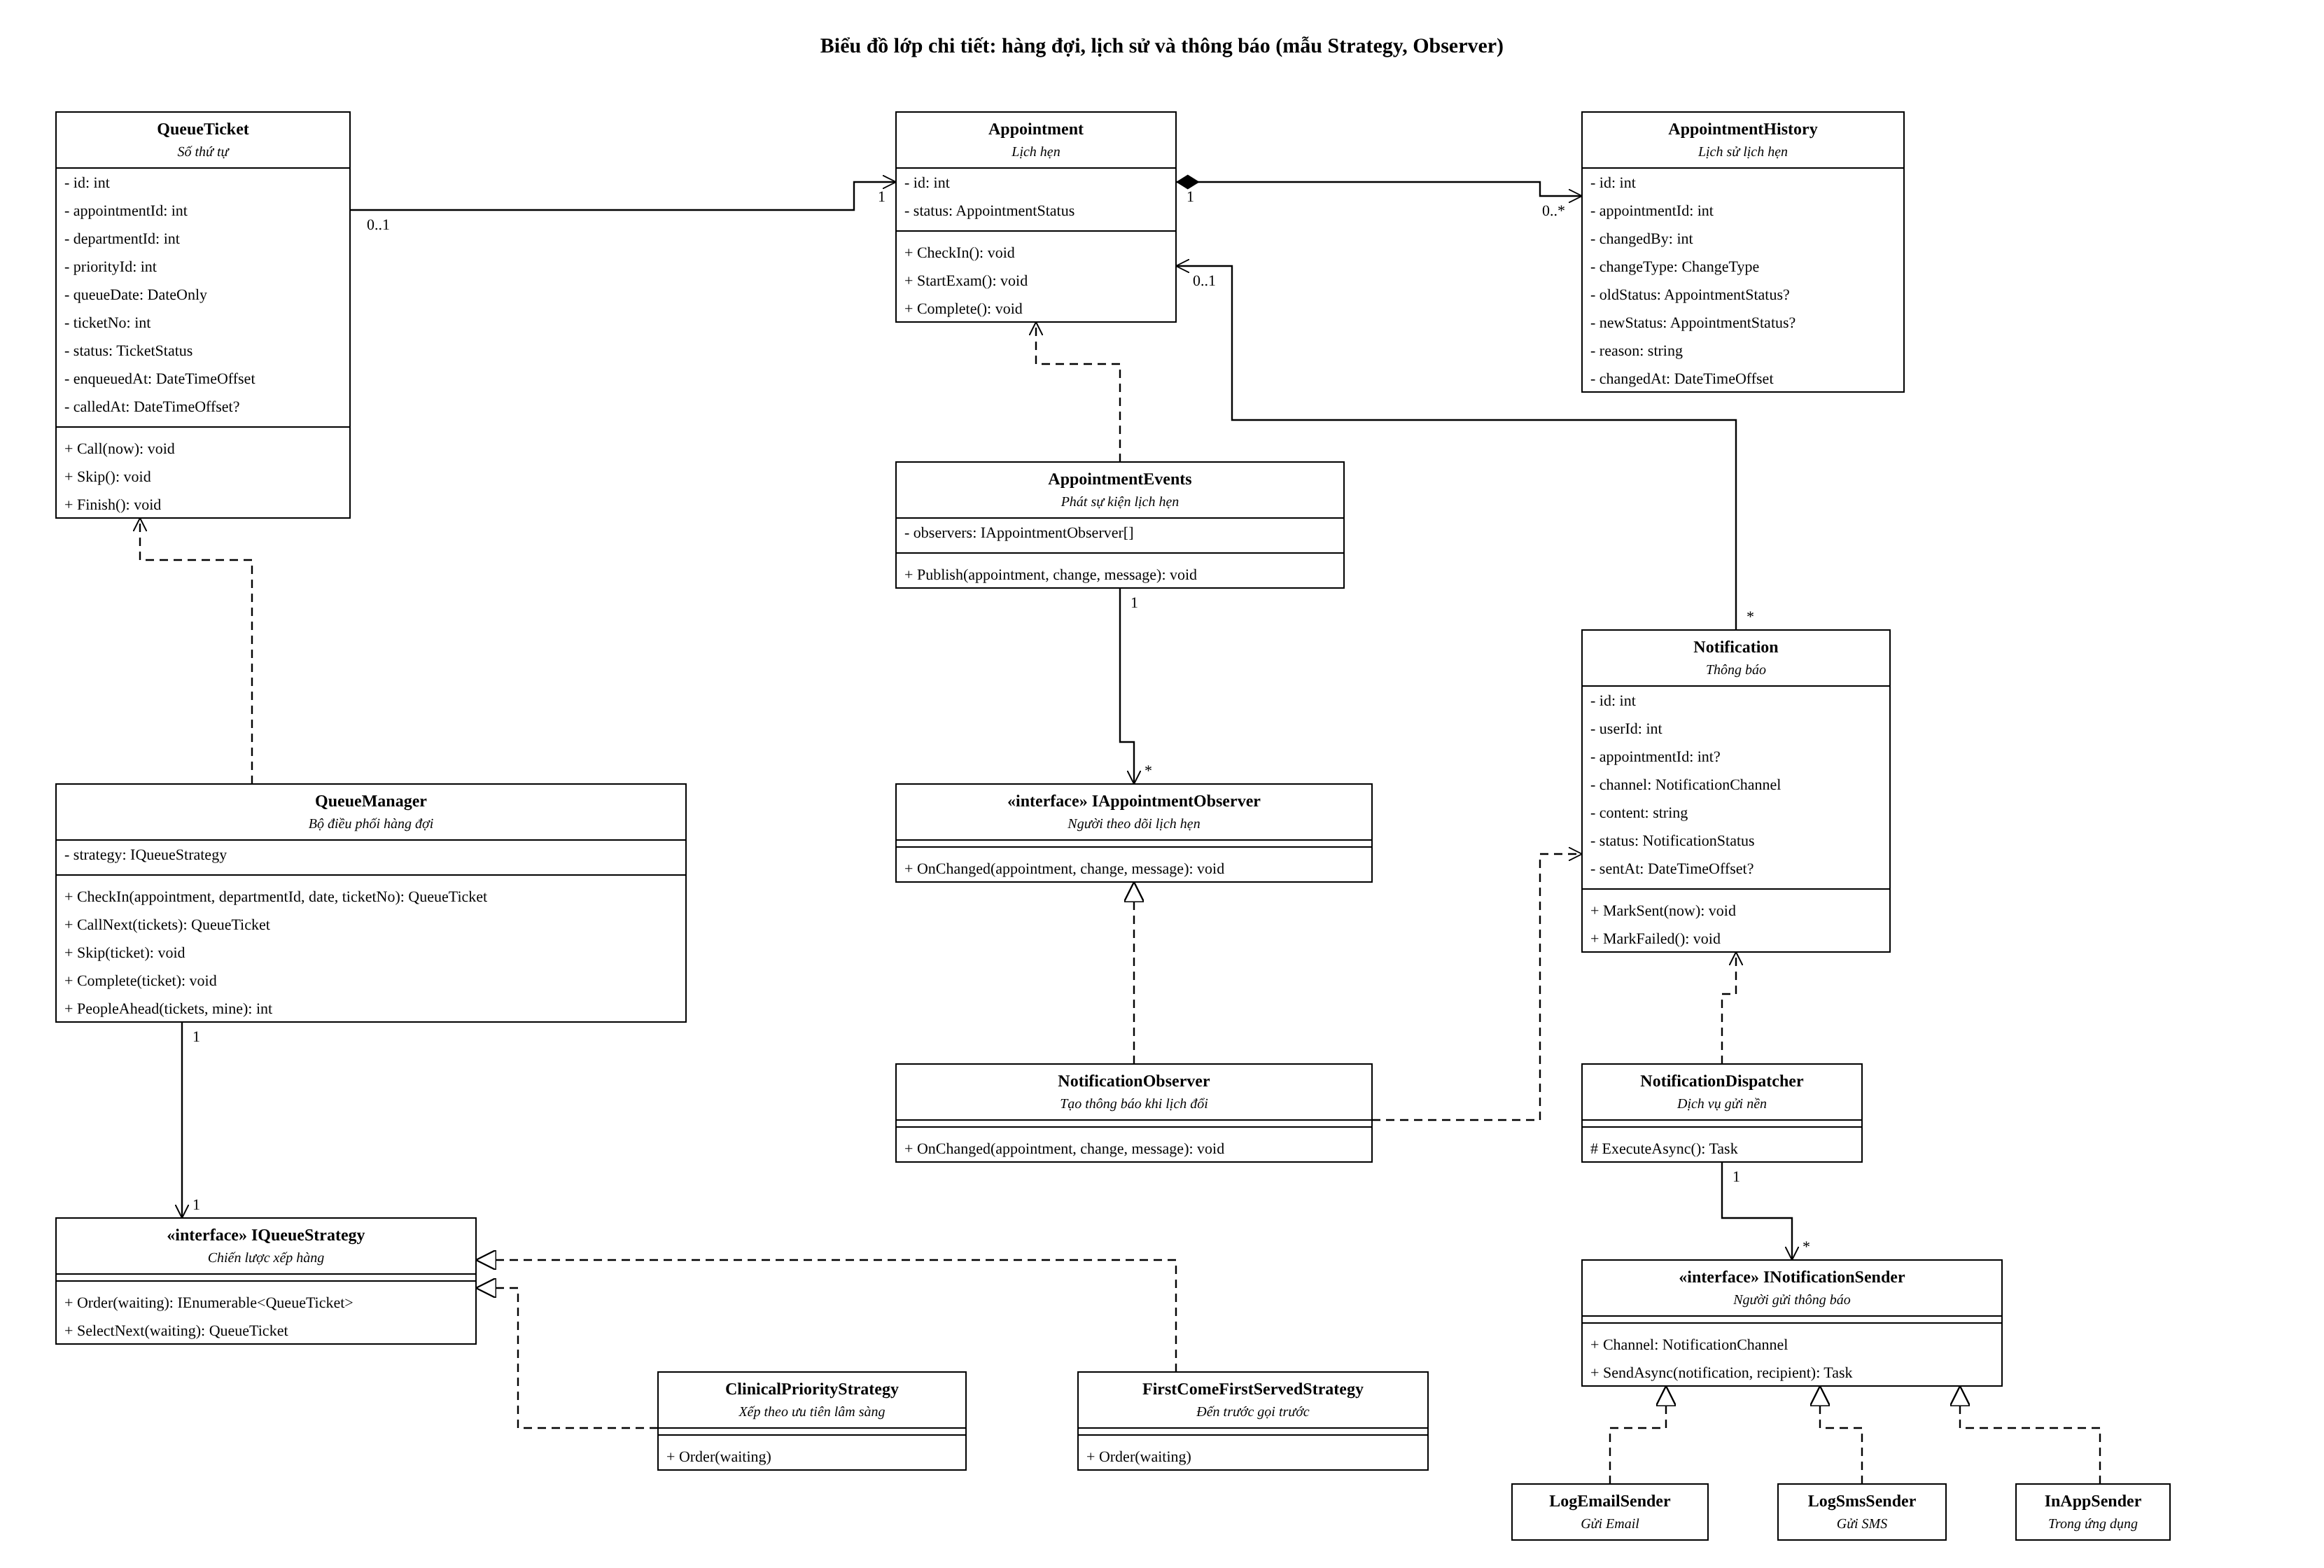 Biểu đồ lớp chi tiết: hàng đợi, lịch sử và thông báo (mẫu Strategy, Observer)
QueueTicket
Số thứ tự
- id: int
- appointmentId: int
- departmentId: int
- priorityId: int
- queueDate: DateOnly
- ticketNo: int
- status: TicketStatus
- enqueuedAt: DateTimeOffset
- calledAt: DateTimeOffset?
+ Call(now): void
+ Skip(): void
+ Finish(): void
0..1
1
Appointment
Lịch hẹn
- id: int
- status: AppointmentStatus
+ CheckIn(): void
+ StartExam(): void
+ Complete(): void
1
0..*
0..1
AppointmentHistory
Lịch sử lịch hẹn
- id: int
- appointmentId: int
- changedBy: int
- changeType: ChangeType
- oldStatus: AppointmentStatus?
- newStatus: AppointmentStatus?
- reason: string
- changedAt: DateTimeOffset
AppointmentEvents
Phát sự kiện lịch hẹn
- observers: IAppointmentObserver[]
+ Publish(appointment, change, message): void
1
*
*
Notification
Thông báo
- id: int
- userId: int
- appointmentId: int?
- channel: NotificationChannel
- content: string
- status: NotificationStatus
- sentAt: DateTimeOffset?
+ MarkSent(now): void
+ MarkFailed(): void
QueueManager
Bộ điều phối hàng đợi
- strategy: IQueueStrategy
+ CheckIn(appointment, departmentId, date, ticketNo): QueueTicket
+ CallNext(tickets): QueueTicket
+ Skip(ticket): void
+ Complete(ticket): void
+ PeopleAhead(tickets, mine): int
1
1
«interface» IAppointmentObserver
Người theo dõi lịch hẹn
+ OnChanged(appointment, change, message): void
NotificationObserver
Tạo thông báo khi lịch đổi
+ OnChanged(appointment, change, message): void
NotificationDispatcher
Dịch vụ gửi nền
# ExecuteAsync(): Task
1
*
«interface» IQueueStrategy
Chiến lược xếp hàng
+ Order(waiting): IEnumerable<QueueTicket>
+ SelectNext(waiting): QueueTicket
«interface» INotificationSender
Người gửi thông báo
+ Channel: NotificationChannel
+ SendAsync(notification, recipient): Task
ClinicalPriorityStrategy
Xếp theo ưu tiên lâm sàng
+ Order(waiting)
FirstComeFirstServedStrategy
Đến trước gọi trước
+ Order(waiting)
LogEmailSender
Gửi Email
LogSmsSender
Gửi SMS
InAppSender
Trong ứng dụng